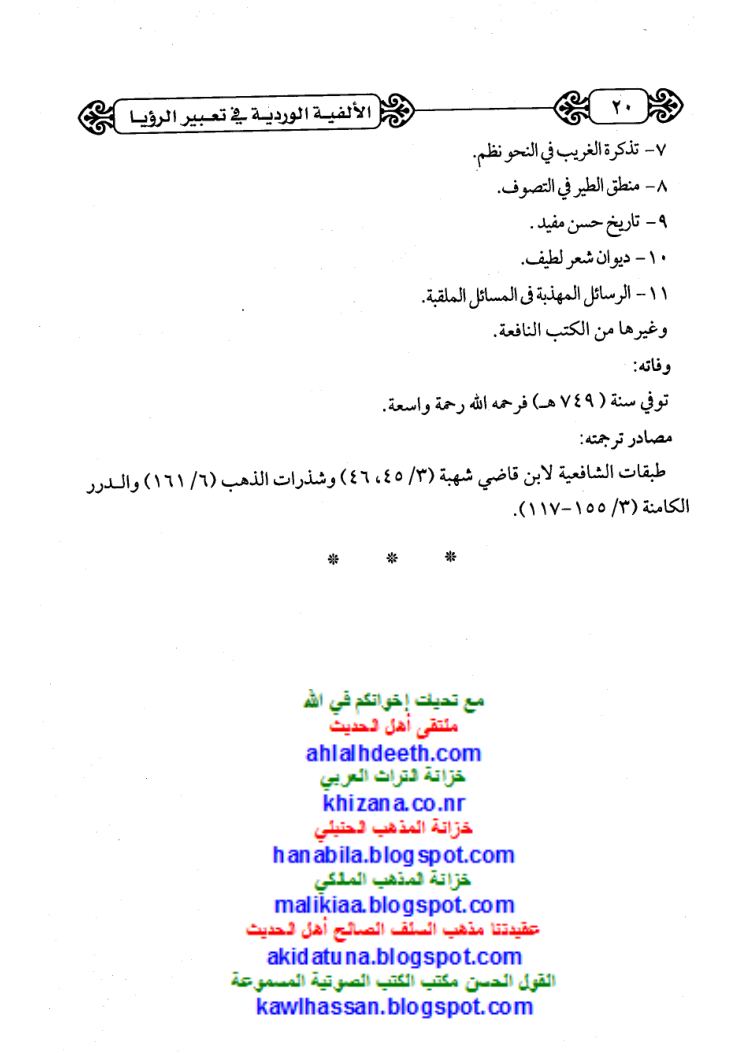 ٢٠
الألفية الوردية في تعبير الرؤيا
٧- تذكرة الغريب في النحو نظم.
٨- منطق الطير في التصوف.
٩- تاريخ حسن مفيد .
١٠- ديوان شعر لطيف.
١١- الرسائل المهذبة فى المسائل الملقبة.
وغيرها من الكتب النافعة.
وفاته:
توفي سنة ( ٧٤٩ هـ) فرحمه الله رحمة واسعة.
مصادر ترجمته:
طبقات الشافعية لابن قاضي شهبة (٣/ ٤٥، ٤٦) وشذرات الذهب (٦/ ١٦١) والـدرر
الكامنة (٣/ ١٥٥-١١٧).
* * *
مع تحيات إخوانكم في الله
ملتقى أهل الحديث
ahlalhdeeth.com
خزانة التراث العربي
khizana.co.nr
خزانة المذهب الحنبلي
hanabila.blogspot.com
خزانة المذهب المالكي
malikiaa.blogspot.com
عقيدتنا مذهب السلف الصالح أهل الحديث
akidatuna.blogspot.com
القول الحسن مكتب الكتب الصوتية المسموعة
kawlhassan.blogspot.com